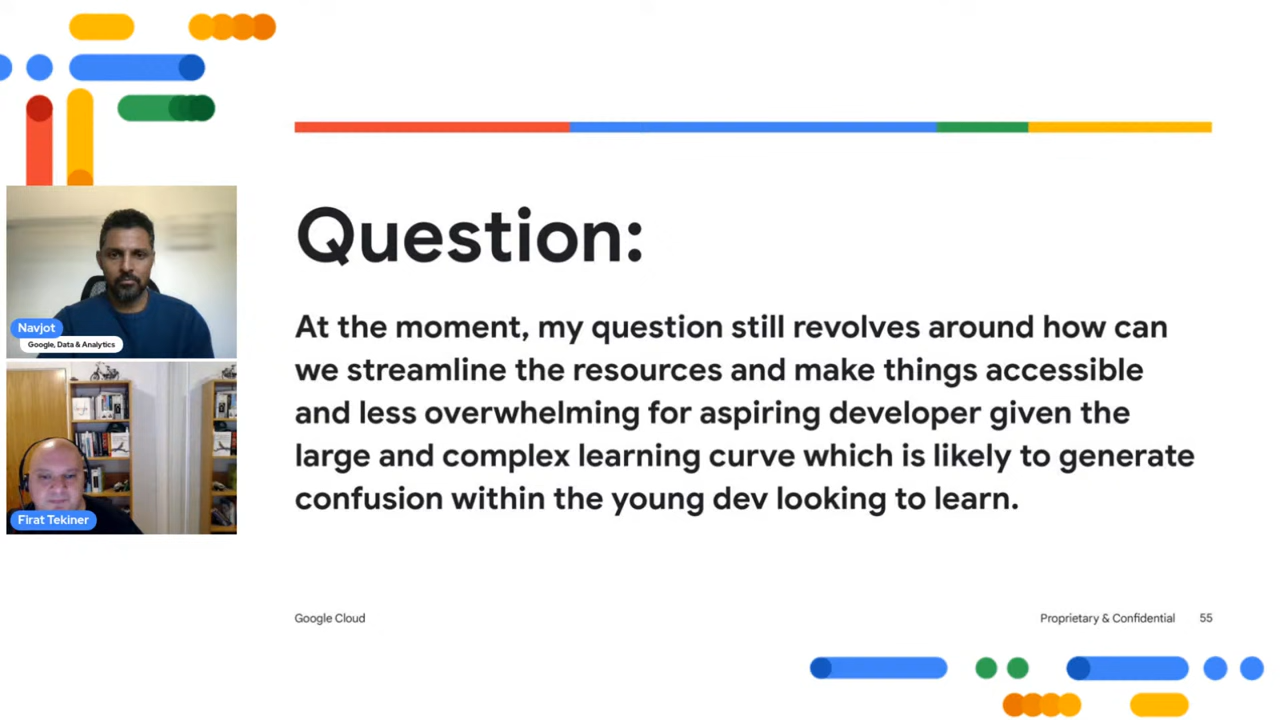 Question:
At the moment, my question still revolves around how can
we streamline the resources and make things accessible
and less overwhelming for aspiring developer given the
large and complex learning curve which is likely to generate
confusion within the young dev looking to learn.
Navjot
Google, Data & Analytics
Firat Tekiner
Google Cloud
Proprietary & Confidential 55